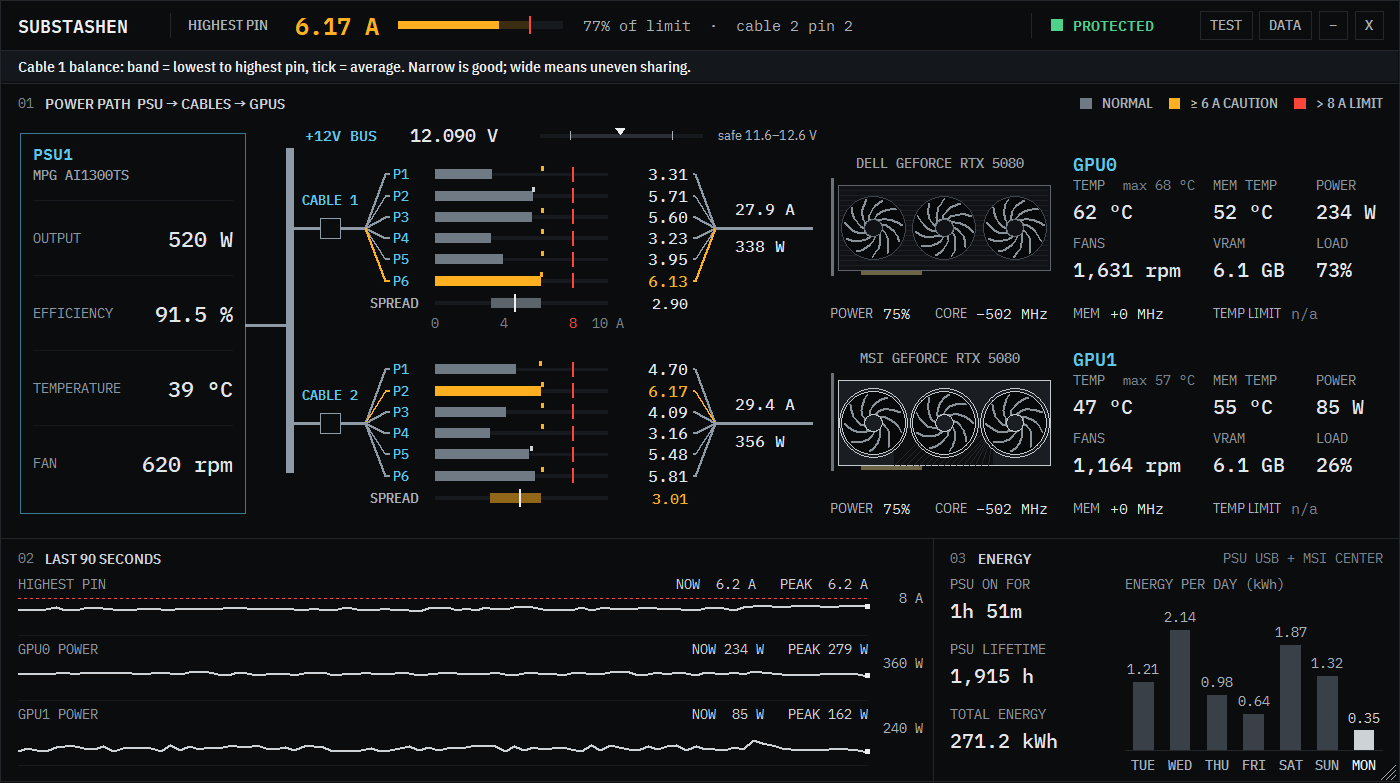 SUBSTASHEN HIGHEST PIN 6.17 A 77% of limit · cable 2 pin 2 PROTECTED TEST DATA − X
Cable 1 balance: band = lowest to highest pin, tick = average. Narrow is good; wide means uneven sharing.
01 POWER PATH PSU → CABLES → GPUS NORMAL ≥ 6 A CAUTION > 8 A LIMIT
PSU1
MPG AI1300TS
OUTPUT 520 W
EFFICIENCY 91.5 %
TEMPERATURE 39 °C
FAN 620 rpm
+12V BUS 12.090 V safe 11.6–12.6 V
CABLE 1
P1 3.31
P2 5.71
P3 5.60
P4 3.23
P5 3.95
P6 6.13
SPREAD 2.90
0 4 8 10 A
27.9 A
338 W
CABLE 2
P1 4.70
P2 6.17
P3 4.09
P4 3.16
P5 5.48
P6 5.81
SPREAD 3.01
29.4 A
356 W
DELL GEFORCE RTX 5080 GPU0
TEMP max 68 °C MEM TEMP POWER
62 °C 52 °C 234 W
FANS VRAM LOAD
1,631 rpm 6.1 GB 73%
POWER 75% CORE −502 MHz MEM +0 MHz TEMP LIMIT n/a
MSI GEFORCE RTX 5080 GPU1
TEMP max 57 °C MEM TEMP POWER
47 °C 55 °C 85 W
FANS VRAM LOAD
1,164 rpm 6.1 GB 26%
POWER 75% CORE −502 MHz MEM +0 MHz TEMP LIMIT n/a
02 LAST 90 SECONDS
HIGHEST PIN NOW 6.2 A PEAK 6.2 A
8 A
GPU0 POWER NOW 234 W PEAK 279 W
360 W
GPU1 POWER NOW 85 W PEAK 162 W
240 W
03 ENERGY PSU USB + MSI CENTER
PSU ON FOR
1h 51m
PSU LIFETIME
1,915 h
TOTAL ENERGY
271.2 kWh
ENERGY PER DAY (kWh)
1.21 2.14 0.98 0.64 1.87 1.32 0.35
TUE WED THU FRI SAT SUN MON